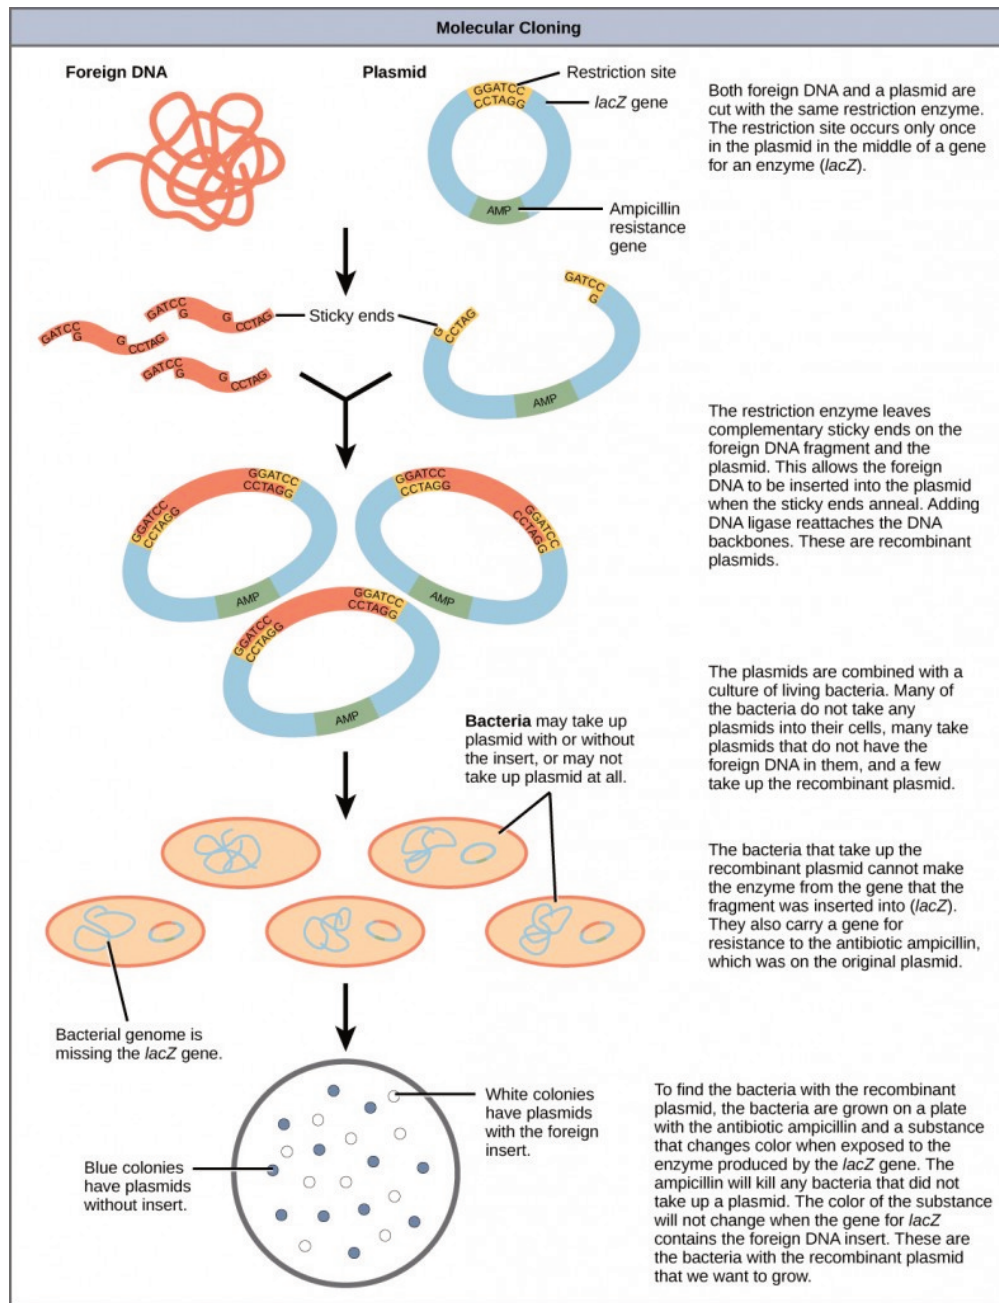 Molecular Cloning
Foreign DNA
Plasmid
Restriction site
GGATCC
CCTAGG
lacZ gene
AMP
Ampicillin
resistance
gene
Both foreign DNA and a plasmid are
cut with the same restriction enzyme.
The restriction site occurs only once
in the plasmid in the middle of a gene
for an enzyme (lacZ).
GATCC
G
G
CCTAG
GATCC
G
G
CCTAG
GATCC
G
G
CCTAG
Sticky ends
G
CCTAG
GATCC
G
AMP
The restriction enzyme leaves
complementary sticky ends on the
foreign DNA fragment and the
plasmid. This allows the foreign
DNA to be inserted into the plasmid
when the sticky ends anneal. Adding
DNA ligase reattaches the DNA
backbones. These are recombinant
plasmids.
GGATCC
CCTAGG
GGATCC
CCTAGG
AMP
GGATCC
CCTAGG
GGATCC
CCTAGG
AMP
GGATCC
CCTAGG
GGATCC
CCTAGG
AMP
The plasmids are combined with a
culture of living bacteria. Many of
the bacteria do not take any
plasmids into their cells, many take
plasmids that do not have the
foreign DNA in them, and a few
take up the recombinant plasmid.
Bacteria may take up
plasmid with or without
the insert, or may not
take up plasmid at all.
The bacteria that take up the
recombinant plasmid cannot make
the enzyme from the gene that the
fragment was inserted into (lacZ).
They also carry a gene for
resistance to the antibiotic ampicillin,
which was on the original plasmid.
Bacterial genome is
missing the lacZ gene.
White colonies
have plasmids
with the foreign
insert.
Blue colonies
have plasmids
without insert.
To find the bacteria with the recombinant
plasmid, the bacteria are grown on a plate
with the antibiotic ampicillin and a substance
that changes color when exposed to the
enzyme produced by the lacZ gene. The
ampicillin will kill any bacteria that did not
take up a plasmid. The color of the substance
will not change when the gene for lacZ
contains the foreign DNA insert. These are
the bacteria with the recombinant plasmid
that we want to grow.